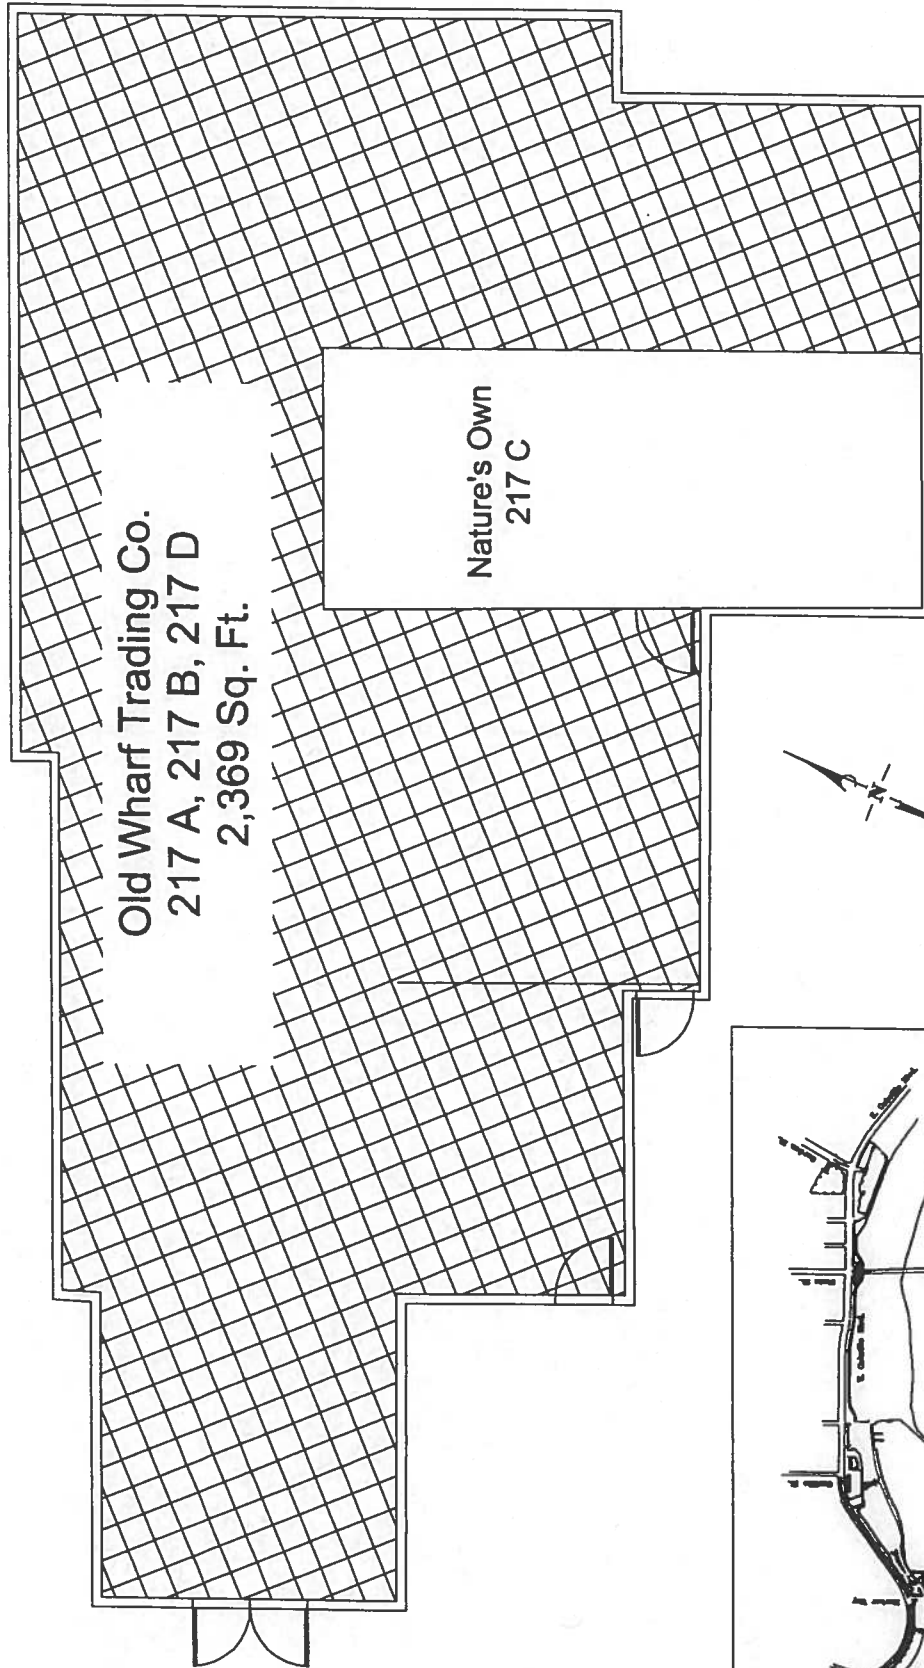 Old Wharf Trading Co.
217 A, 217 B, 217 D
2,369 Sq. Ft.
Nature's Own
217 C
N